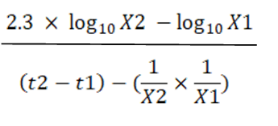 2.3 × log₁₀ X2 − log₁₀ X1
(t2 − t1) − (1/X2 × 1/X1)